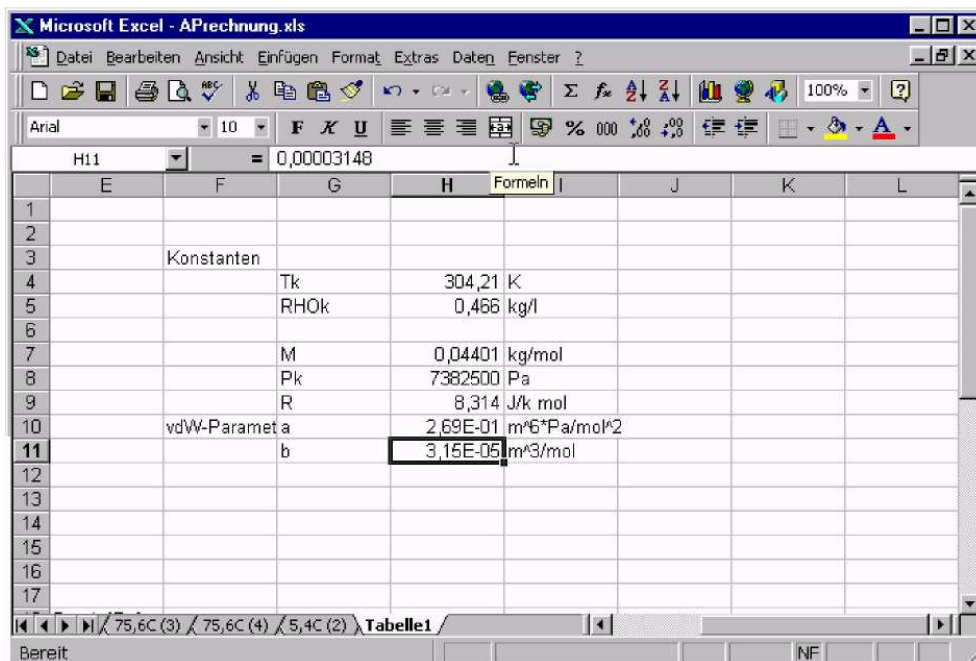 Microsoft Excel - APrechnung.xls
Datei Bearbeiten Ansicht Einfügen Format Extras Daten Fenster ?
ABC Σ fx A Z Z A 100% ?
Arial 10 F K U % 000 A
H11 = 0,00003148
Formeln
E F G H I J K L
1
2
3 Konstanten
4 Tk 304,21 K
5 RHOk 0,466 kg/l
6
7 M 0,04401 kg/mol
8 Pk 7382500 Pa
9 R 8,314 J/k mol
10 vdW-Paramet a 2,69E-01 m^6*Pa/mol^2
11 b 3,15E-05 m^3/mol
12
13
14
15
16
17
75,6C (3) 75,6C (4) 5,4C (2) Tabelle1
Bereit NF